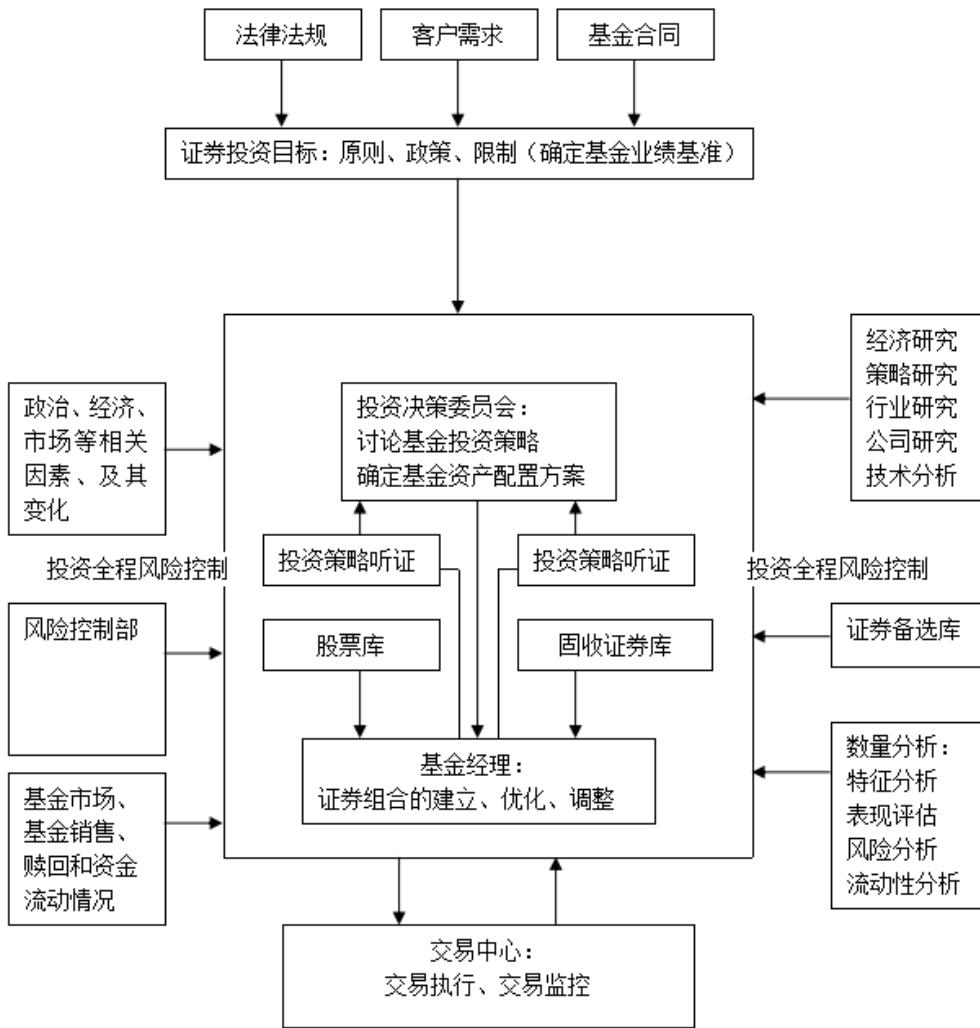 法律法规
客户需求
基金合同
证券投资目标：原则、政策、限制（确定基金业绩基准）
政治、经济、
市场等相关
因素、及其
变化
投资全程风险控制
风险控制部
基金市场、
基金销售、
赎回和资金
流动情况
投资决策委员会：
讨论基金投资策略
确定基金资产配置方案
投资策略听证
投资策略听证
股票库
固收证券库
基金经理：
证券组合的建立、优化、调整
经济研究
策略研究
行业研究
公司研究
技术分析
投资全程风险控制
证券备选库
数量分析：
特征分析
表现评估
风险分析
流动性分析
交易中心：
交易执行、交易监控